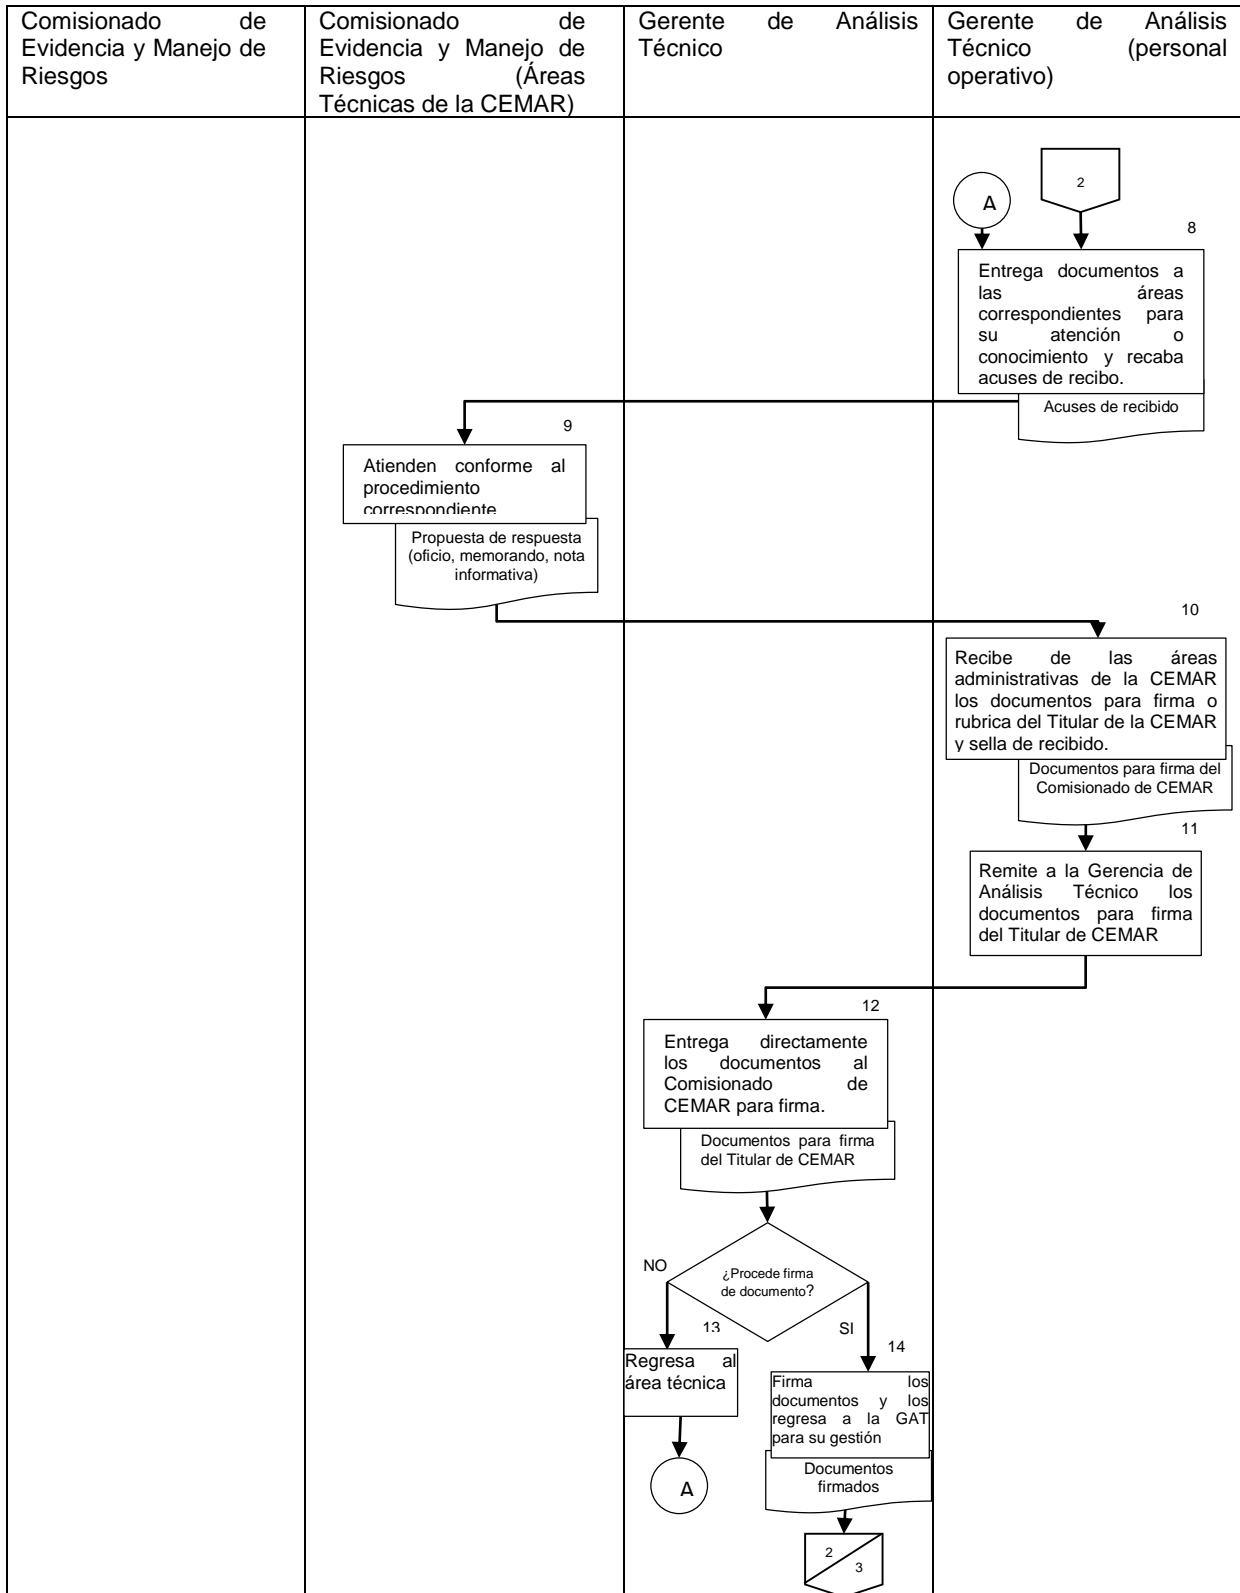 Comisionado de
Evidencia y Manejo de
Riesgos
Comisionado de
Evidencia y Manejo de
Riesgos (Áreas
Técnicas de la CEMAR)
Gerente de Análisis
Técnico
Gerente de Análisis
Técnico (personal
operativo)
A
2
8
Entrega documentos a
las áreas
correspondientes para
su atención o
conocimiento y recaba
acuses de recibo.
Acuses de recibido
9
Atienden conforme al
procedimiento
correspondiente
Propuesta de respuesta
(oficio, memorando, nota
informativa)
10
Recibe de las áreas
administrativas de la CEMAR
los documentos para firma o
rubrica del Titular de la CEMAR
y sella de recibido.
Documentos para firma del
Comisionado de CEMAR
11
Remite a la Gerencia de
Análisis Técnico los
documentos para firma
del Titular de CEMAR
12
Entrega directamente
los documentos al
Comisionado de
CEMAR para firma.
Documentos para firma
del Titular de CEMAR
¿Procede firma
de documento?
NO
SI
13
Regresa al
área técnica
A
14
Firma los
documentos y los
regresa a la GAT
para su gestión
Documentos
firmados
2
3